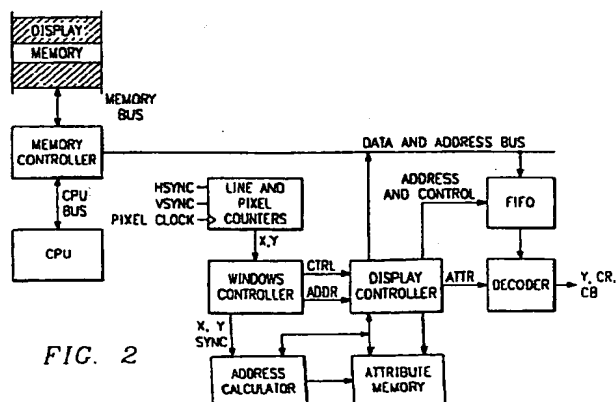 DISPLAY
MEMORY
MEMORY
BUS
MEMORY
CONTROLLER
DATA AND ADDRESS BUS
CPU
BUS
HSYNC
VSYNC
PIXEL CLOCK
LINE AND
PIXEL
COUNTERS
ADDRESS
AND CONTROL
FIFO
CPU
X,Y
WINDOWS
CONTROLLER
CTRL
ADDR
DISPLAY
CONTROLLER
ATTR
DECODER
Y, CR,
CB
X, Y
SYNC
FIG. 2
ADDRESS
CALCULATOR
ATTRIBUTE
MEMORY